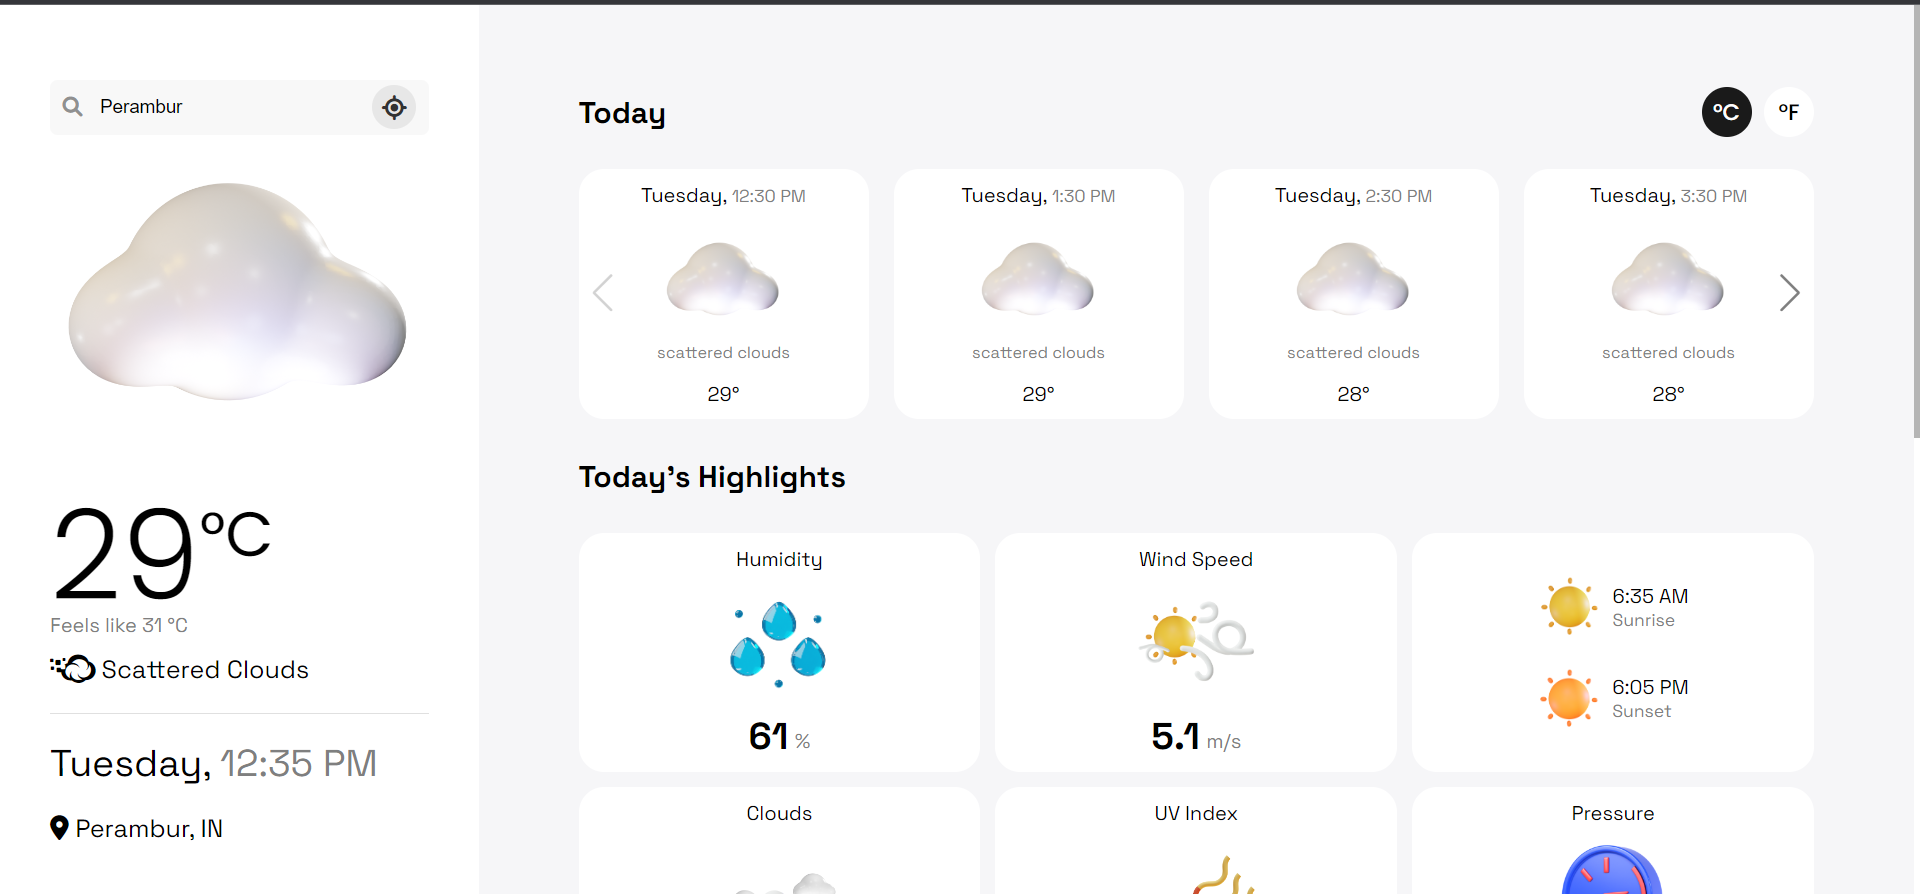 Perambur
29°C
Feels like 31 °C
Scattered Clouds
Tuesday, 12:35 PM
Perambur, IN
Today
°C
°F
Tuesday, 12:30 PM
scattered clouds
29°
Tuesday, 1:30 PM
scattered clouds
29°
Tuesday, 2:30 PM
scattered clouds
28°
Tuesday, 3:30 PM
scattered clouds
28°
Today's Highlights
Humidity
61 %
Wind Speed
5.1 m/s
6:35 AM
Sunrise
6:05 PM
Sunset
Clouds
UV Index
Pressure